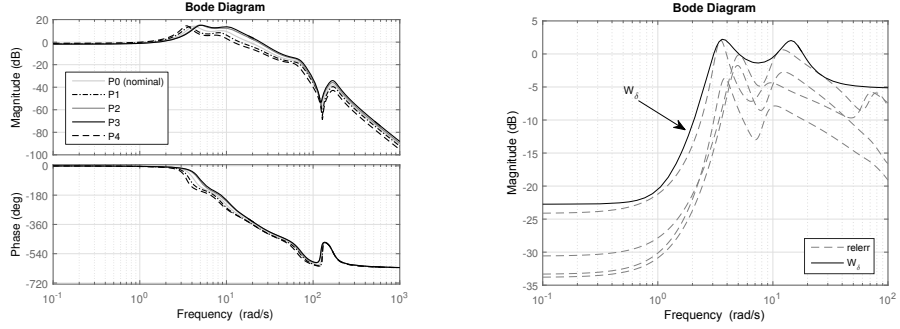 Bode Diagram
Magnitude (dB)
20
0
-20
-40
-60
-80
-100
P0 (nominal)
P1
P2
P3
P4
Phase (deg)
0
-180
-360
-540
-720
10^-1
10^0
10^1
10^2
10^3
Frequency (rad/s)
Bode Diagram
Magnitude (dB)
5
0
-5
-10
-15
-20
-25
-30
-35
W_δ
relerr
W_δ
10^-1
10^0
10^1
10^2
Frequency (rad/s)